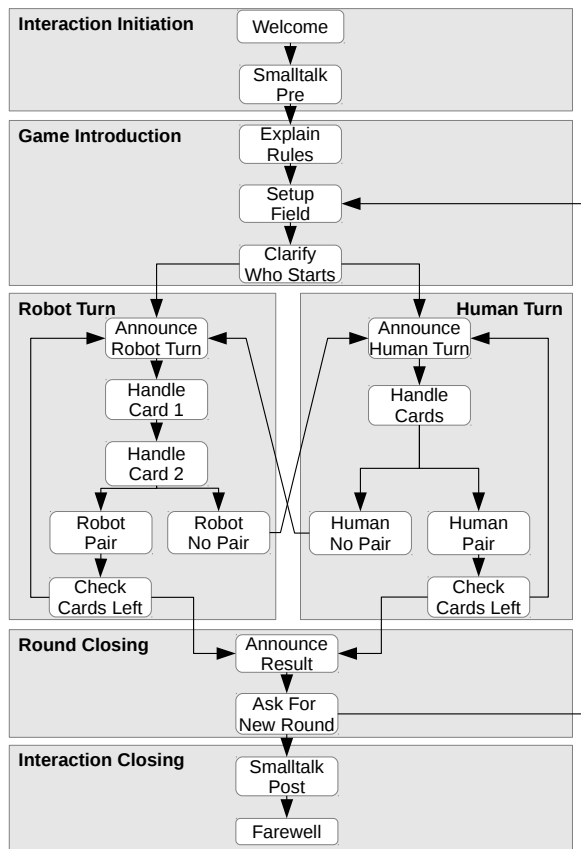 Interaction Initiation
Welcome
Smalltalk
Pre
Game Introduction
Explain
Rules
Setup
Field
Clarify
Who Starts
Robot Turn
Announce
Robot Turn
Handle
Card 1
Handle
Card 2
Robot
Pair
Robot
No Pair
Check
Cards Left
Human Turn
Announce
Human Turn
Handle
Cards
Human
No Pair
Human
Pair
Check
Cards Left
Round Closing
Announce
Result
Ask For
New Round
Interaction Closing
Smalltalk
Post
Farewell